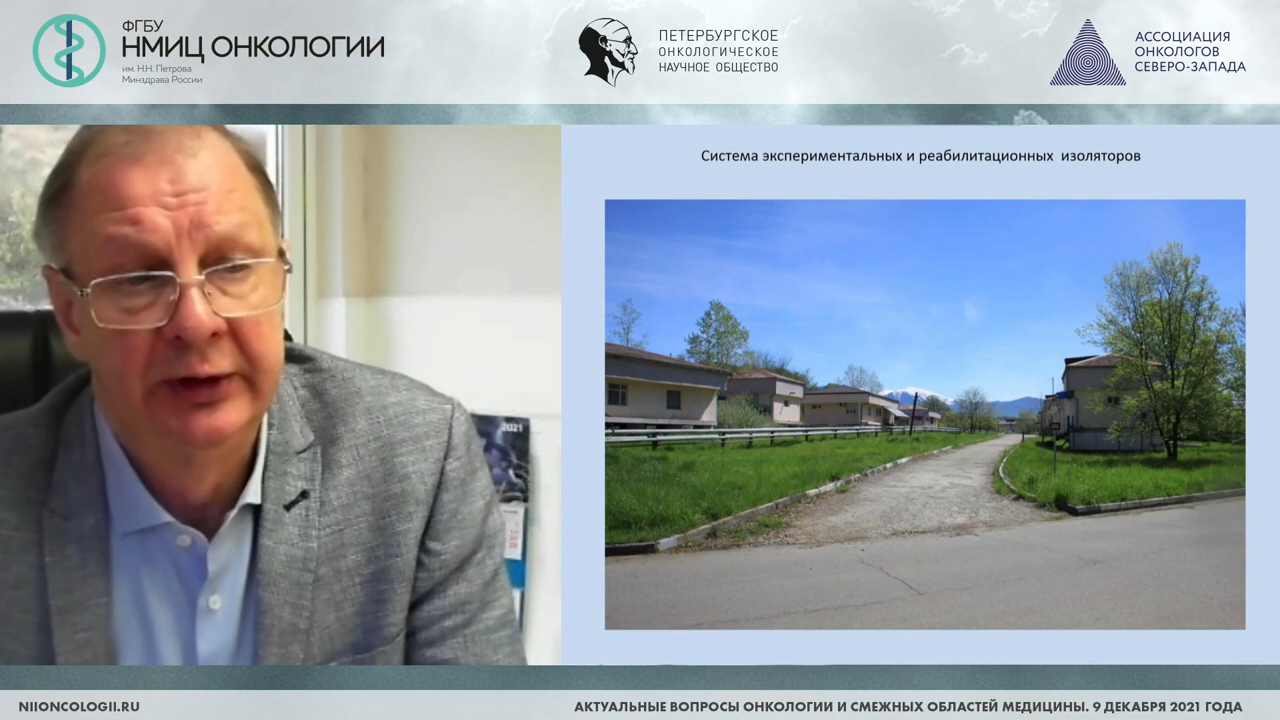 ФГБУ
НМИЦ ОНКОЛОГИИ
им. Н.Н. Петрова
Минздрава России
ПЕТЕРБУРГСКОЕ
ОНКОЛОГИЧЕСКОЕ
НАУЧНОЕ ОБЩЕСТВО
АССОЦИАЦИЯ
ОНКОЛОГОВ
СЕВЕРО-ЗАПАДА
Система экспериментальных и реабилитационных изоляторов
2021
NIIONCOLOGII.RU
АКТУАЛЬНЫЕ ВОПРОСЫ ОНКОЛОГИИ И СМЕЖНЫХ ОБЛАСТЕЙ МЕДИЦИНЫ. 9 ДЕКАБРЯ 2021 ГОДА